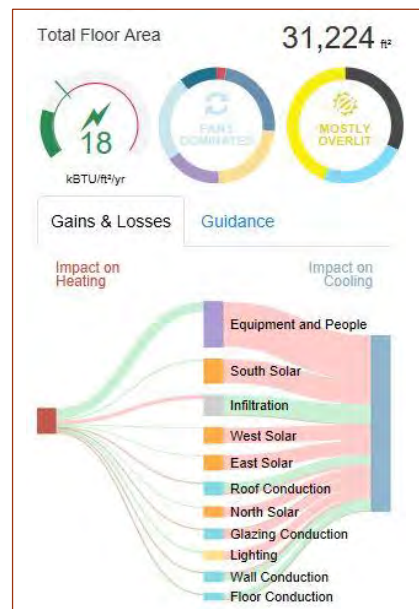 Total Floor Area
31,224 ft²
18
kBTU/ft²/yr
FANS
DOMINATED
MOSTLY
OVERLIT
Gains & Losses
Guidance
Impact on
Heating
Impact on
Cooling
Equipment and People
South Solar
Infiltration
West Solar
East Solar
Roof Conduction
North Solar
Glazing Conduction
Lighting
Wall Conduction
Floor Conduction